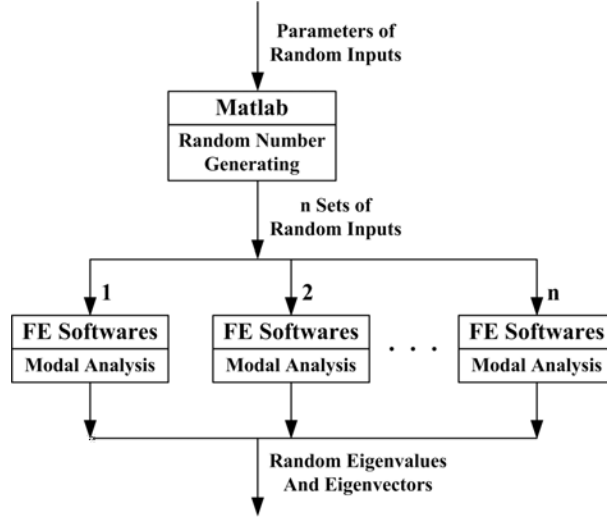 Parameters of
Random Inputs
Matlab
Random Number
Generating
n Sets of
Random Inputs
1
2
n
FE Softwares
FE Softwares
. . .
FE Softwares
Modal Analysis
Modal Analysis
Modal Analysis
Random Eigenvalues
And Eigenvectors